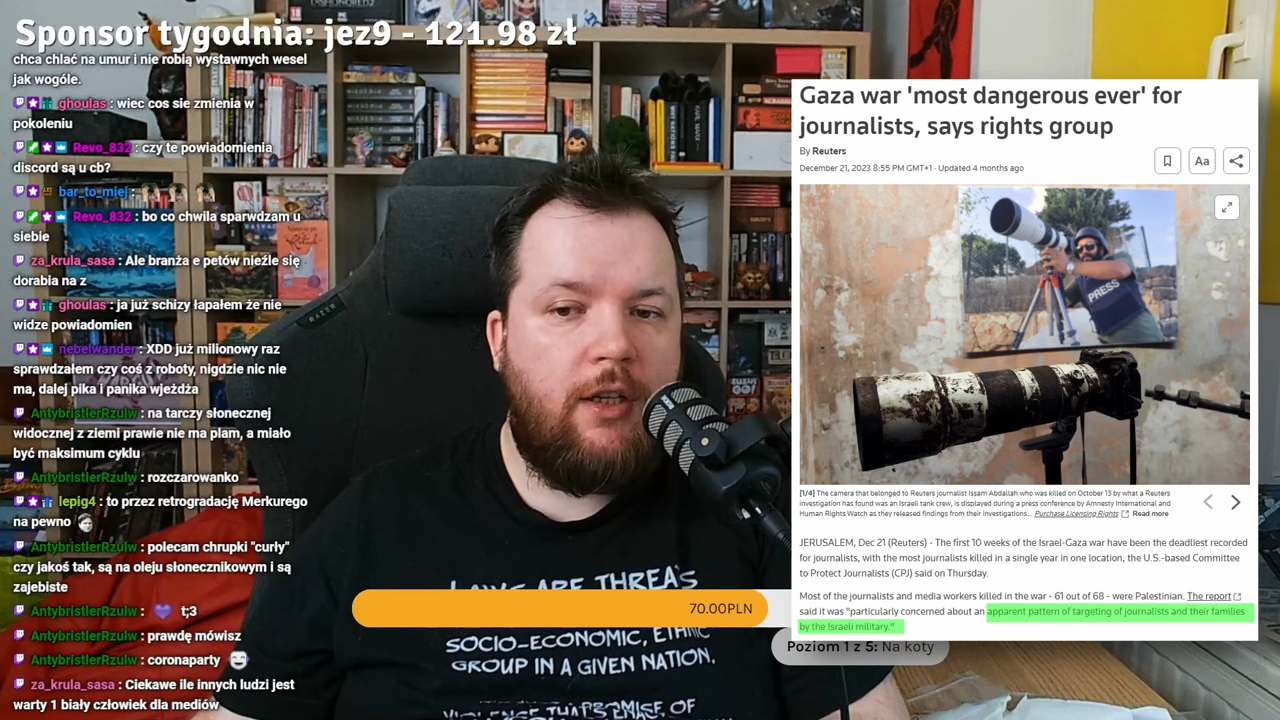 Sponsor tygodnia: jez9 - 121.98 zł
chca chlać na umur i nie robią wystawnych wesel
jak wogóle.
ghoulas : wiec cos sie zmienia w
pokoleniu
Revo_832 : czy te powiadomienia
discord są u cb?
bar_to_miej :
Revo_832 : bo co chwila sparwdzam u
siebie
za_krula_sasa : Ale branża e petów nieźle się
dorabia na z
ghoulas : ja już schizy łapałem że nie
widze powiadomien
nebelwander : XDD już milionowy raz
sprawdzałem czy coś z roboty, nigdzie nic nie
ma, dalej pika i panika wjeżdża
AntybristlerRzulw : na tarczy słonecznej
widocznej z ziemi prawie nie ma plam, a miało
być maksimum cyklu
AntybristlerRzulw : rozczarowanko
lepig4 : to przez retrogradację Merkurego
na pewno
AntybristlerRzulw : polecam chrupki "curły"
czy jakoś tak, są na oleju słonecznikowym i są
zajebiste
AntybristlerRzulw : t;3
AntybristlerRzulw : prawdę mówisz
AntybristlerRzulw : coronaparty
za_krula_sasa : Ciekawe ile innych ludzi jest
warty 1 biały człowiek dla mediów
RAZER
RØDE
LAWS ARE THREATS
SOCIO-ECONOMIC, ETHNIC
GROUP IN A GIVEN NATION.
VIOLENCE
PROMISE OF
70.00PLN
Poziom 1 z 5: Na koty
Gaza war 'most dangerous ever' for
journalists, says rights group
By Reuters
December 21, 2023 8:55 PM GMT+1 · Updated 4 months ago
Aa
PRESS
[1/4] The camera that belonged to Reuters journalist Issam Abdallah who was killed on October 13 by what a Reuters
investigation has found was an Israeli tank crew, is displayed during a press conference by Amnesty International and
Human Rights Watch as they released findings from their investigations... Purchase Licensing Rights Read more
JERUSALEM, Dec 21 (Reuters) - The first 10 weeks of the Israel-Gaza war have been the deadliest recorded
for journalists, with the most journalists killed in a single year in one location, the U.S.-based Committee
to Protect Journalists (CPJ) said on Thursday.
Most of the journalists and media workers killed in the war - 61 out of 68 - were Palestinian. The report
said it was "particularly concerned about an apparent pattern of targeting of journalists and their families
by the Israeli military."